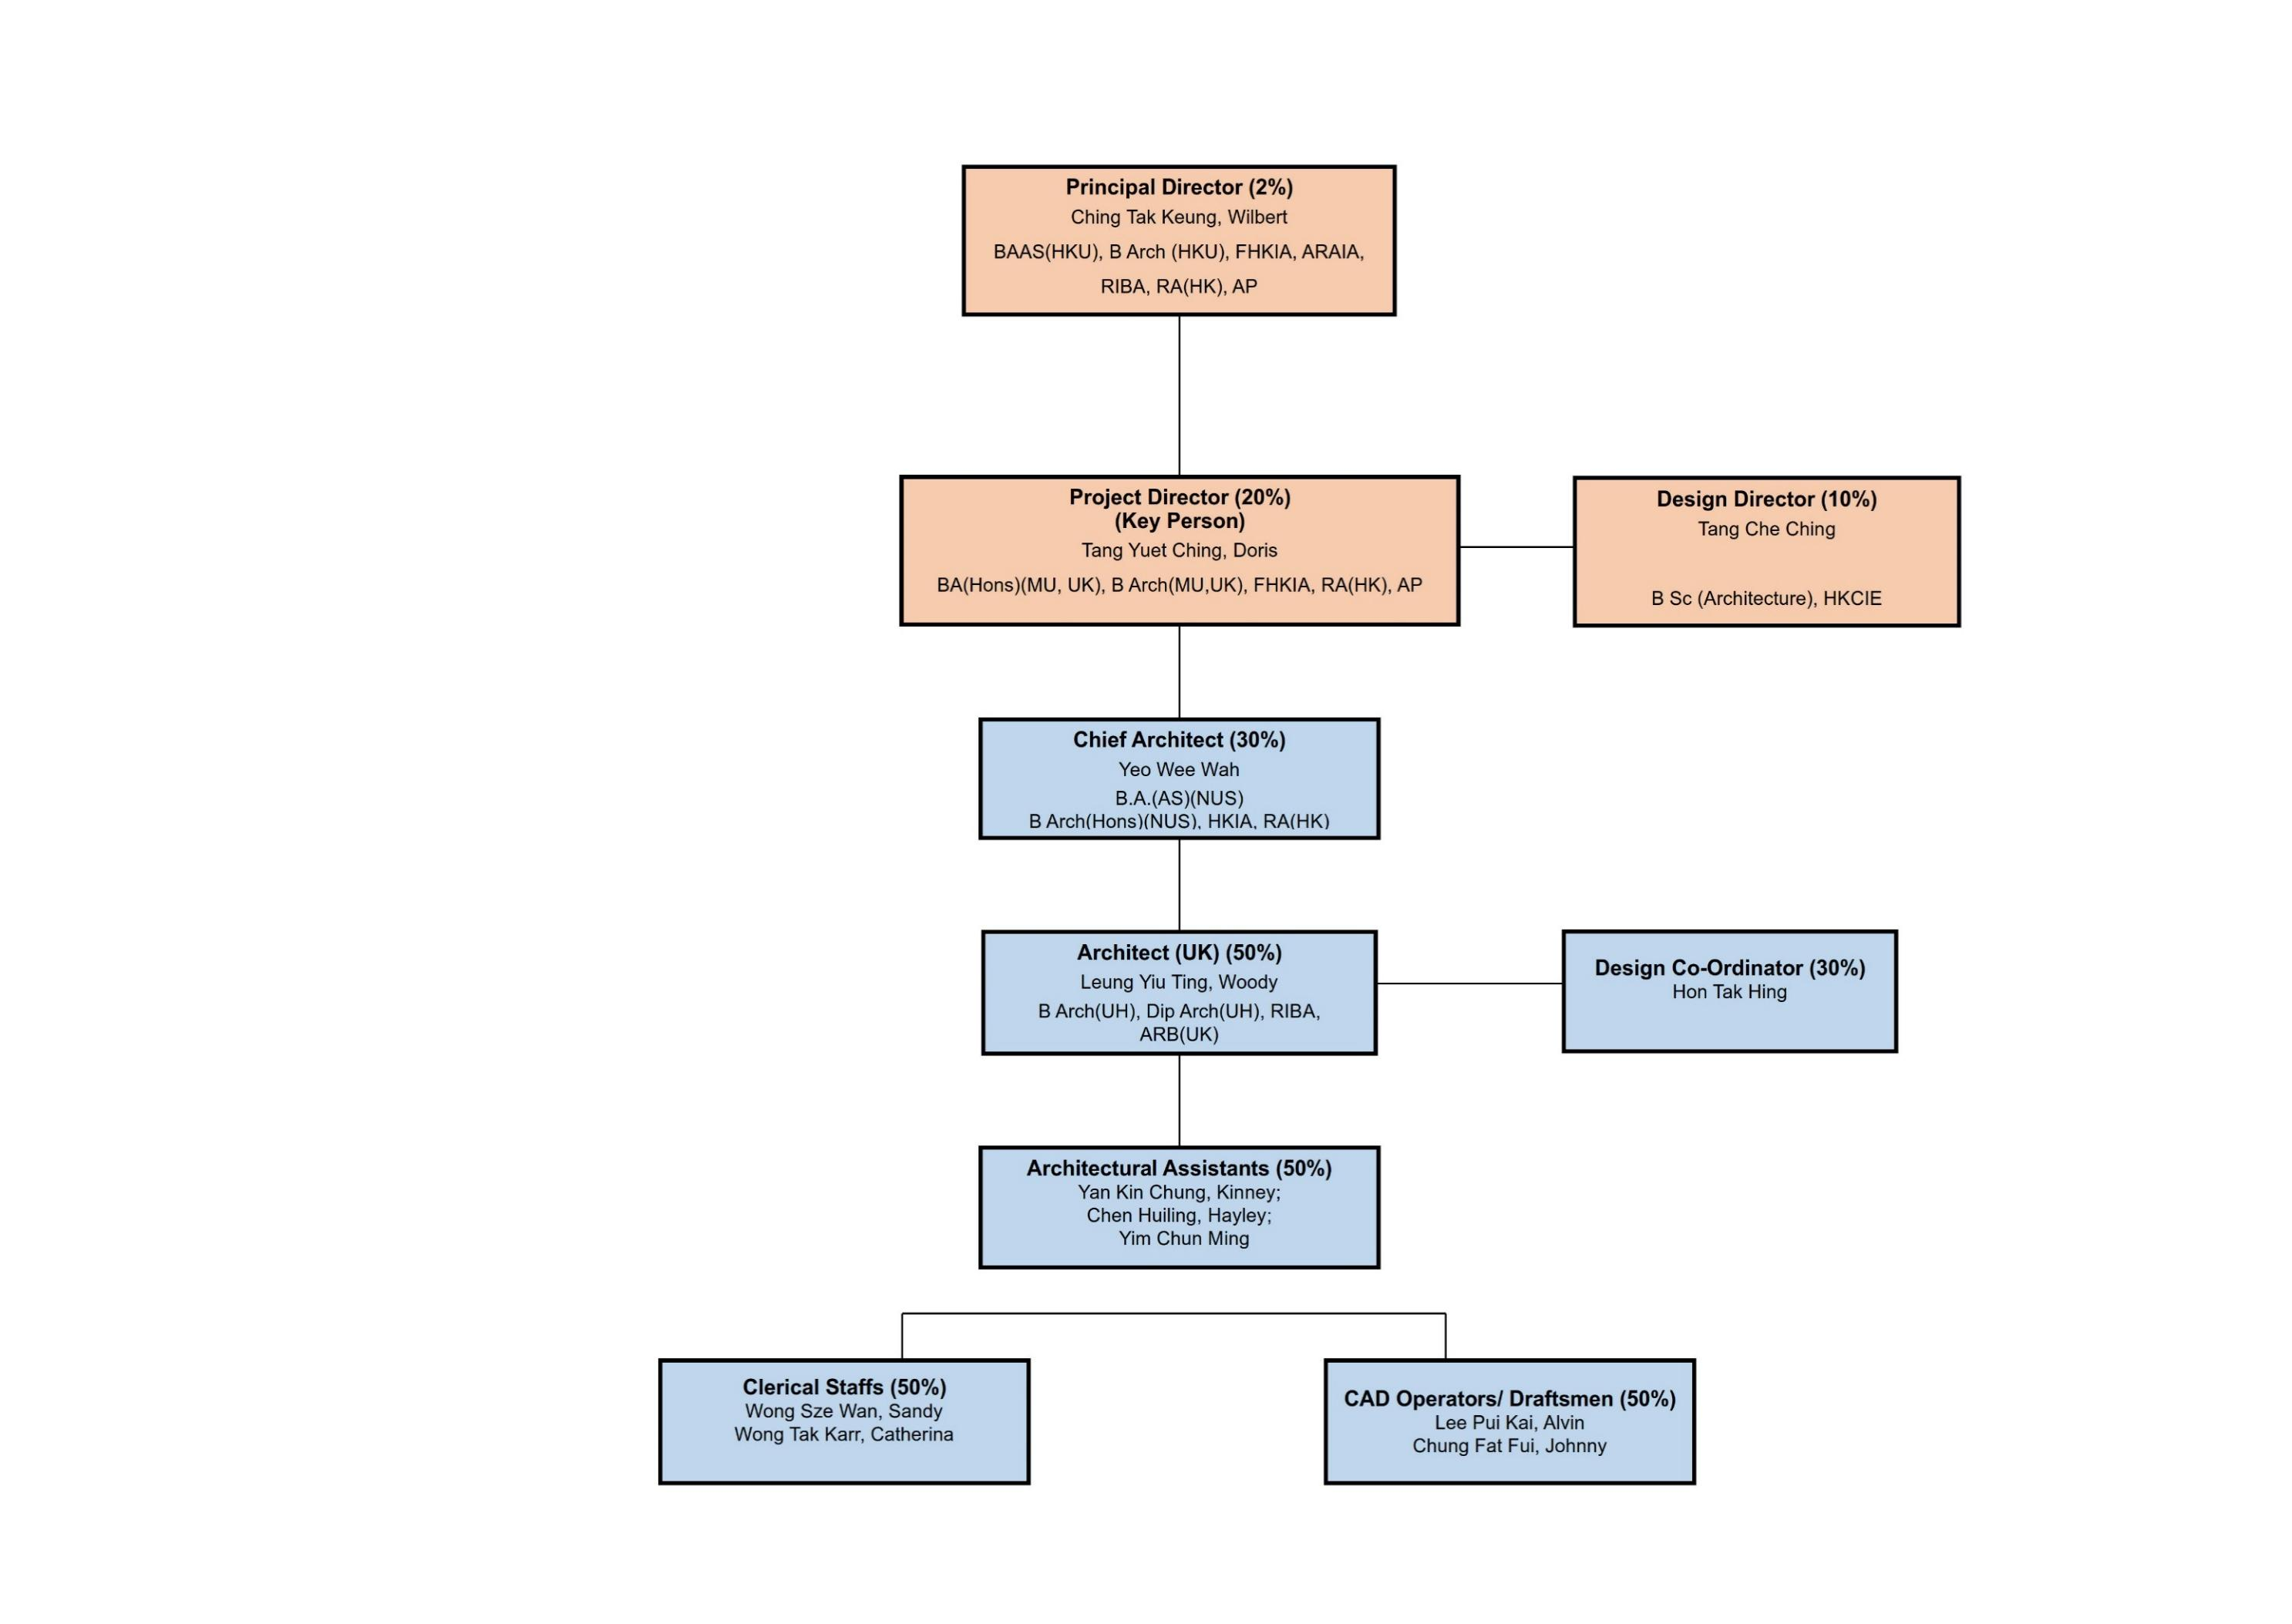 Principal Director (2%)
Ching Tak Keung, Wilbert
BAAS(HKU), B Arch (HKU), FHKIA, ARAIA,
RIBA, RA(HK), AP
Project Director (20%)
(Key Person)
Tang Yuet Ching, Doris
BA(Hons)(MU, UK), B Arch(MU,UK), FHKIA, RA(HK), AP
Design Director (10%)
Tang Che Ching
B Sc (Architecture), HKCIE
Chief Architect (30%)
Yeo Wee Wah
B.A.(AS)(NUS)
B Arch(Hons)(NUS), HKIA, RA(HK)
Architect (UK) (50%)
Leung Yiu Ting, Woody
B Arch(UH), Dip Arch(UH), RIBA,
ARB(UK)
Design Co-Ordinator (30%)
Hon Tak Hing
Architectural Assistants (50%)
Yan Kin Chung, Kinney;
Chen Huiling, Hayley;
Yim Chun Ming
Clerical Staffs (50%)
Wong Sze Wan, Sandy
Wong Tak Karr, Catherina
CAD Operators/ Draftsmen (50%)
Lee Pui Kai, Alvin
Chung Fat Fui, Johnny